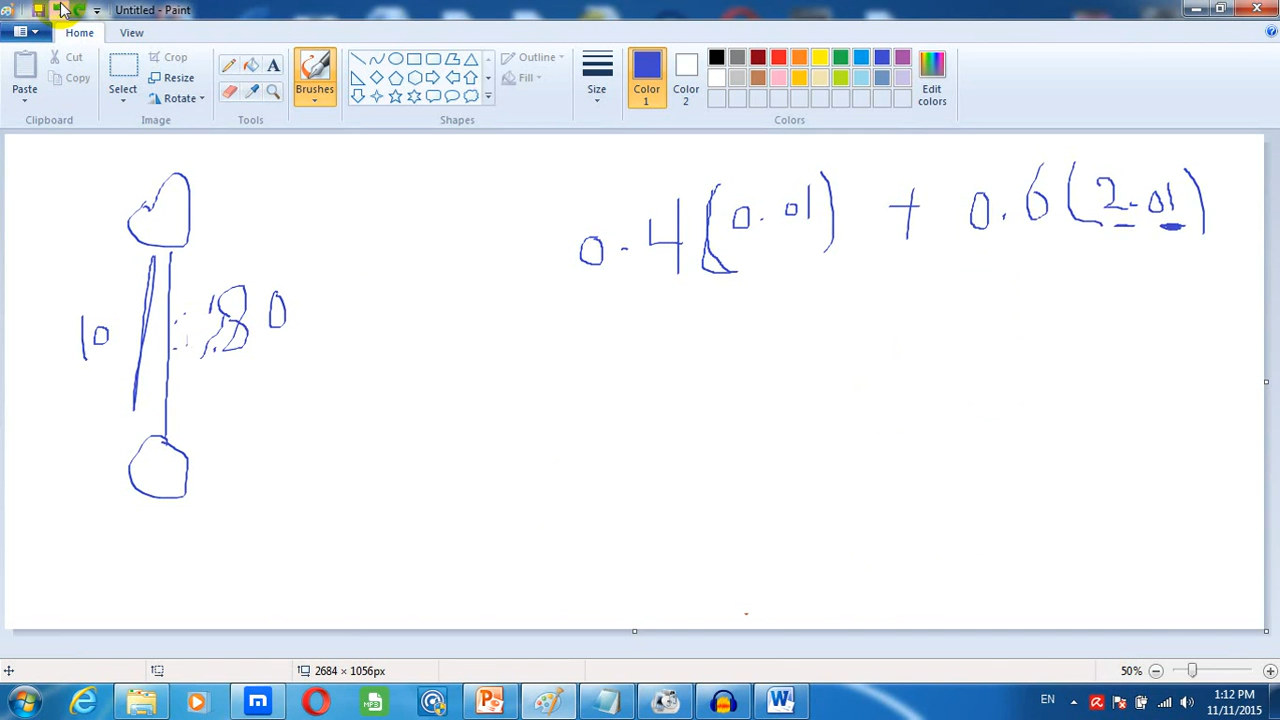 Untitled - Paint
Home View
Paste
Cut
Copy
Clipboard
Select
Crop
Resize
Rotate
Image
A
Tools
Brushes
Outline
Fill
Shapes
Size
Color 1
Color 2
Edit colors
Colors
0.4(0.01) + 0.6(2.01)
10
80
2684 × 1056px
50%
EN
1:12 PM
11/11/2015